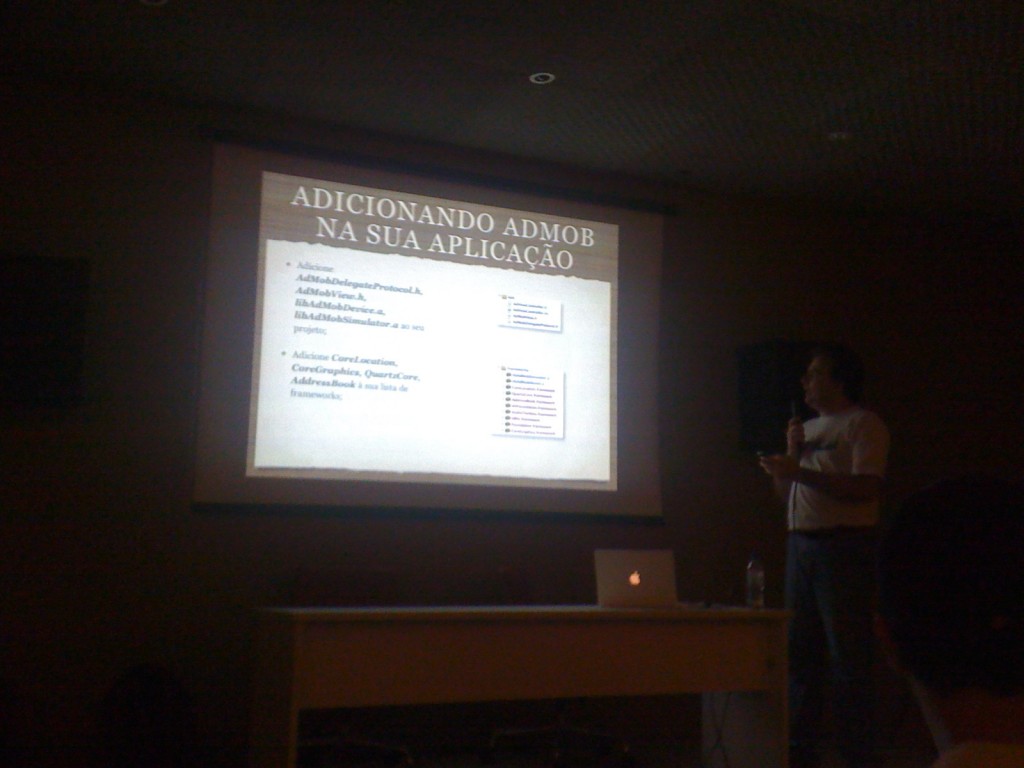 ADICIONANDO ADMOB
NA SUA APLICAÇÃO
• Adicione
AdMobDelegateProtocol.h,
AdMobView.h,
libAdMobDevice.a,
libAdMobSimulator.a ao seu
projeto;
• Adicione CoreLocation,
CoreGraphics, QuartzCore,
AddressBook à sua lista de
frameworks;